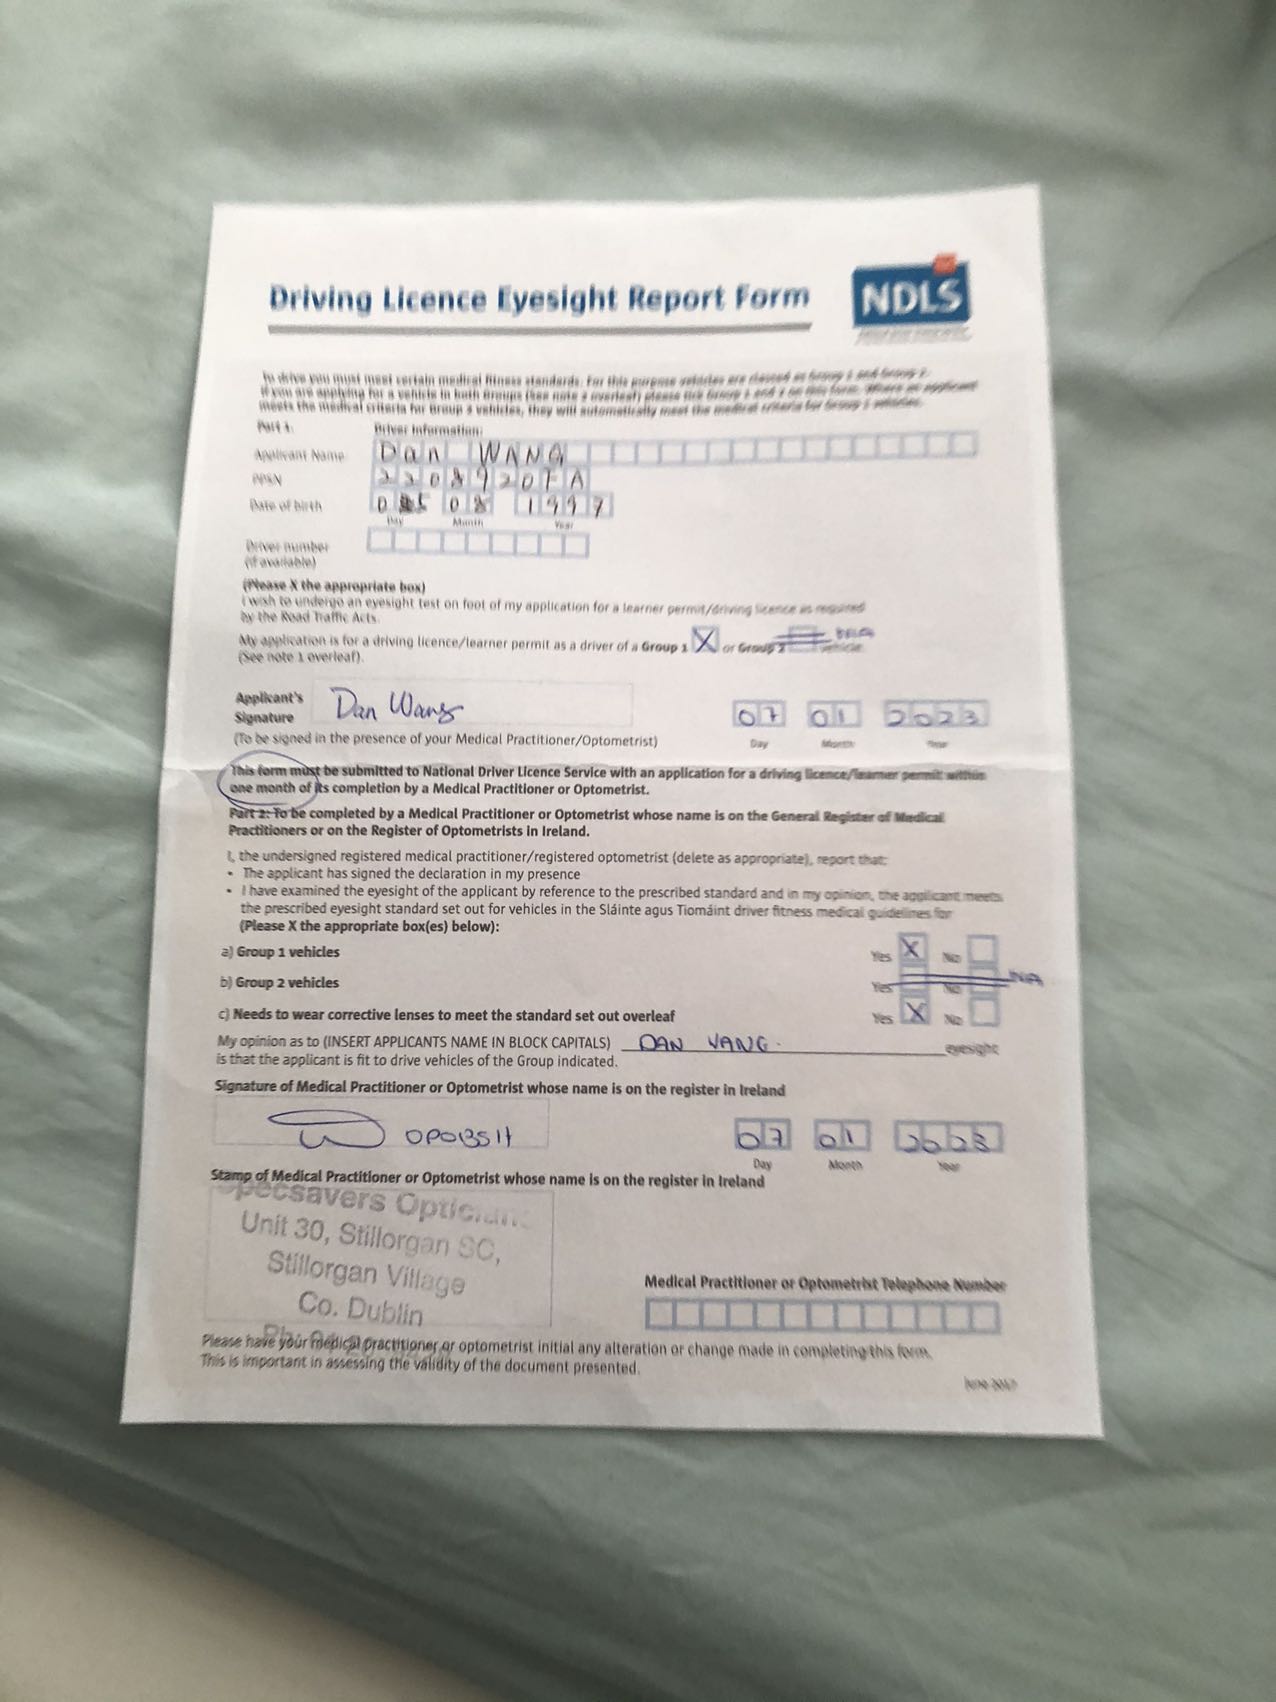 Driving Licence Eyesight Report Form
NDLS
To drive you must meet certain medical fitness standards. For this purpose vehicles are classed as Group 1 and Group 2.
If you are applying for a vehicle in both Groups (see note overleaf) please tick Group 1 and 2 on this form. Where an applicant
meets the medical criteria for Group 2 vehicles, they will automatically meet the medical criteria for Group 1 vehicles.
Part 1: Driver Information:
Applicant Name Dan WANG
PPSN
Date of birth 08 1997
Day Month Year
Driver number
(if available)
(Please X the appropriate box)
I wish to undergo an eyesight test on foot of my application for a learner permit/driving licence as required
by the Road Traffic Acts.
My application is for a driving licence/learner permit as a driver of a Group 1 X or Group 2 N/A vehicle.
(See note 1 overleaf).
Applicant's
Signature Dan Wang 07 01 2023
(To be signed in the presence of your Medical Practitioner/Optometrist) Day Month Year
This form must be submitted to National Driver Licence Service with an application for a driving licence/learner permit within
one month of its completion by a Medical Practitioner or Optometrist.
Part 2: To be completed by a Medical Practitioner or Optometrist whose name is on the General Register of Medical
Practitioners or on the Register of Optometrists in Ireland.
I, the undersigned registered medical practitioner/registered optometrist (delete as appropriate), report that:
• The applicant has signed the declaration in my presence
• I have examined the eyesight of the applicant by reference to the prescribed standard and in my opinion, the applicant meets
the prescribed eyesight standard set out for vehicles in the Sláinte agus Tiomáint driver fitness medical guidelines for
(Please X the appropriate box(es) below):
a) Group 1 vehicles Yes X No
b) Group 2 vehicles Yes No N/A
c) Needs to wear corrective lenses to meet the standard set out overleaf Yes X No
My opinion as to (INSERT APPLICANTS NAME IN BLOCK CAPITALS) DAN WANG. eyesight
is that the applicant is fit to drive vehicles of the Group indicated.
Signature of Medical Practitioner or Optometrist whose name is on the register in Ireland
07 01 2023
Day Month Year
Stamp of Medical Practitioner or Optometrist whose name is on the register in Ireland
Specsavers Opticians
Unit 30, Stillorgan SC,
Stillorgan Village
Co. Dublin
Medical Practitioner or Optometrist Telephone Number
Please have your medical practitioner or optometrist initial any alteration or change made in completing this form.
This is important in assessing the validity of the document presented.
June 2017